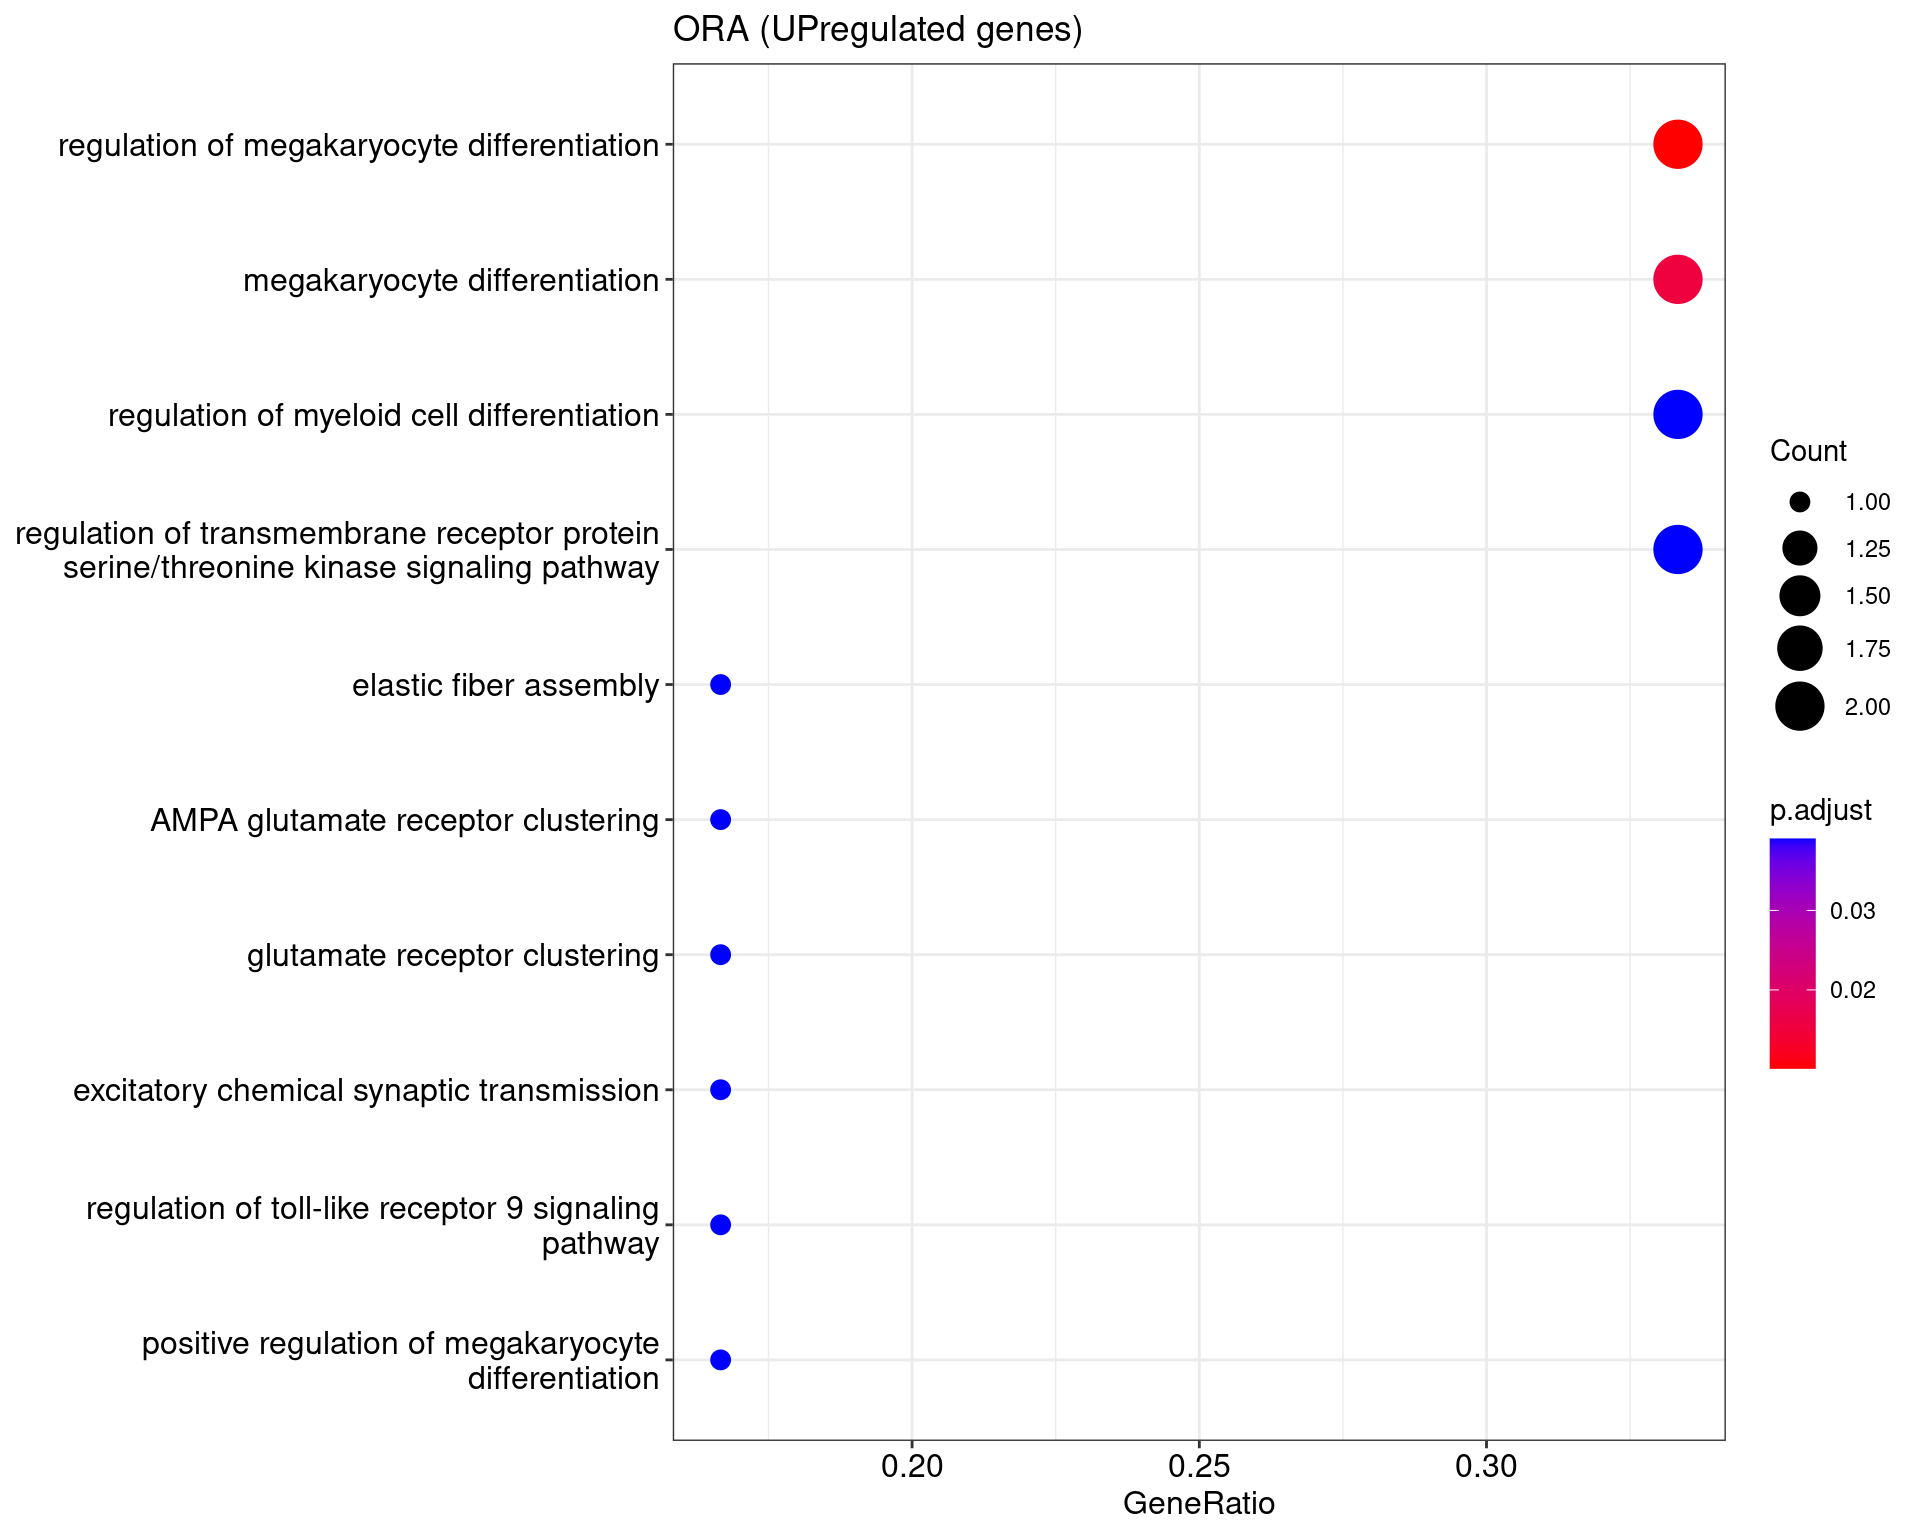 ORA (UPregulated genes)
regulation of megakaryocyte differentiation
megakaryocyte differentiation
regulation of myeloid cell differentiation
regulation of transmembrane receptor protein
serine/threonine kinase signaling pathway
elastic fiber assembly
AMPA glutamate receptor clustering
glutamate receptor clustering
excitatory chemical synaptic transmission
regulation of toll-like receptor 9 signaling
pathway
positive regulation of megakaryocyte
differentiation
0.20 0.25 0.30
GeneRatio
Count
1.00
1.25
1.50
1.75
2.00
p.adjust
0.03
0.02